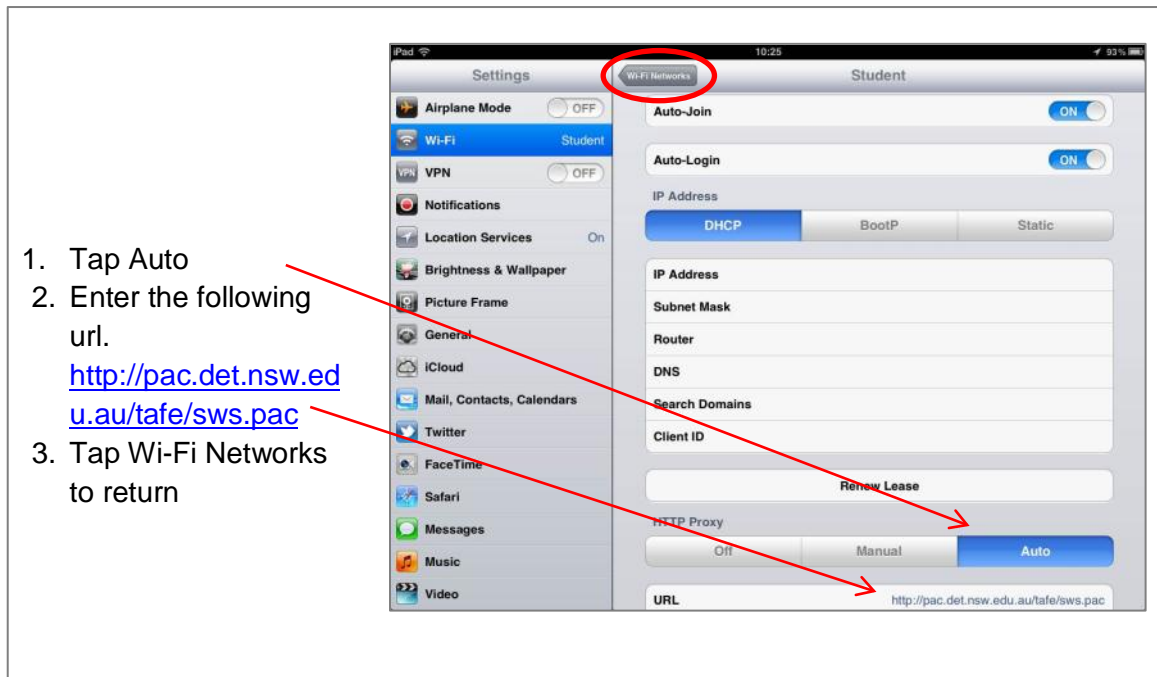 iPad 10:25 93%
Settings Wi-Fi Networks Student
Airplane Mode OFF
Wi-Fi Student
VPN VPN OFF
Notifications
Location Services On
Brightness & Wallpaper
Picture Frame
General
iCloud
Mail, Contacts, Calendars
Twitter
FaceTime
Safari
Messages
Music
Video
Auto-Join ON
Auto-Login ON
IP Address
DHCP BootP Static
IP Address
Subnet Mask
Router
DNS
Search Domains
Client ID
Renew Lease
HTTP Proxy
Off Manual Auto
URL http://pac.det.nsw.edu.au/tafe/sws.pac
1. Tap Auto
2. Enter the following
url.
http://pac.det.nsw.ed
u.au/tafe/sws.pac
3. Tap Wi-Fi Networks
to return